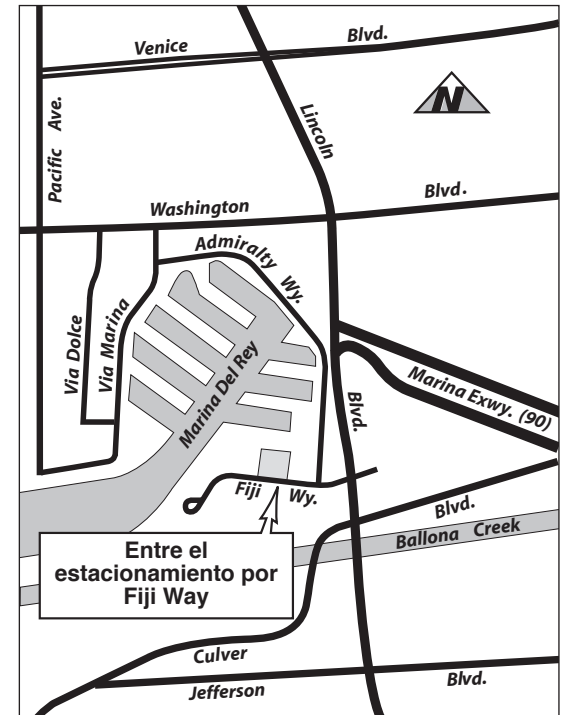 Venice Blvd.
N
Lincoln
Pacific Ave.
Washington Blvd.
Admiralty Wy.
Via Dolce
Via Marina
Marina Del Rey
Marina Exwy. (90)
Blvd.
Fiji Wy.
Blvd.
Ballona Creek
Entre el
estacionamiento por
Fiji Way
Culver
Jefferson Blvd.